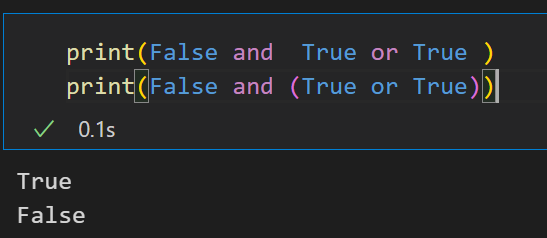 print(False and  True or True )
print(False and (True or True))
✓ 0.1s
True
False